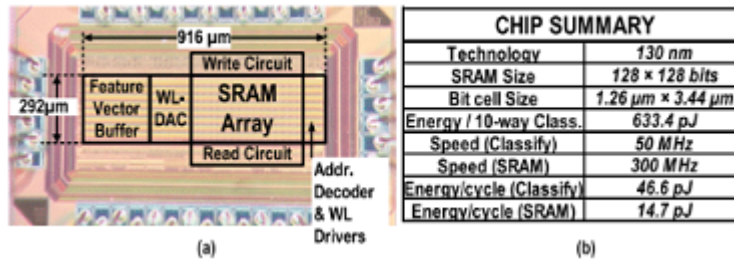 916 µm
Write Circuit
292µm
Feature
Vector
Buffer
WL-
DAC
SRAM
Array
Read Circuit
Addr.
Decoder
& WL
Drivers
(a)
CHIP SUMMARY
Technology 130 nm
SRAM Size 128 × 128 bits
Bit cell Size 1.26 µm × 3.44 µm
Energy / 10-way Class. 633.4 pJ
Speed (Classify) 50 MHz
Speed (SRAM) 300 MHz
Energy/cycle (Classify) 46.6 pJ
Energy/cycle (SRAM) 14.7 pJ
(b)